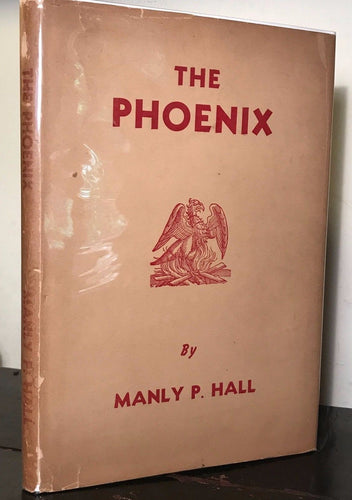 THE
PHOENIX
By
MANLY P. HALL
THE PHOENIX
MANLY P. HALL